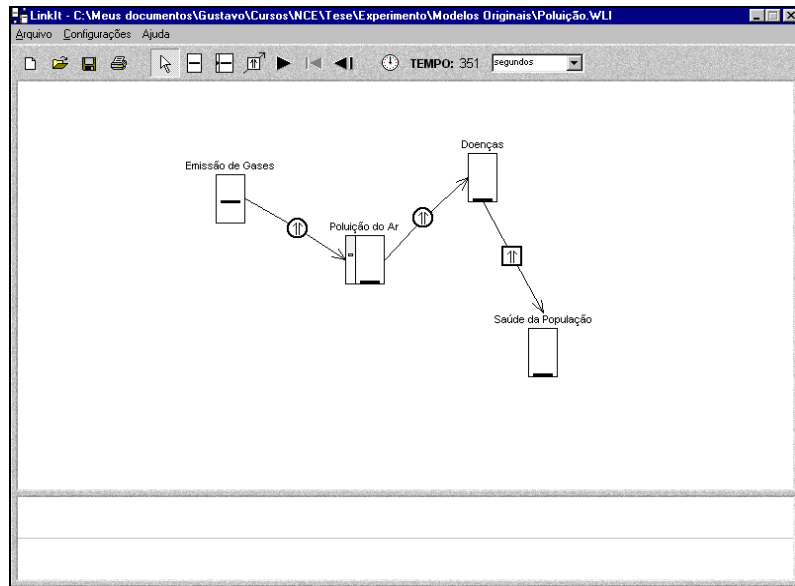 LinkIt - C:\Meus documentos\Gustavo\Cursos\NCE\Tese\Experimento\Modelos Originais\Poluição.WLI
Arquivo Configurações Ajuda
TEMPO: 351 segundos
Doenças
Emissão de Gases
Poluição do Ar
Saúde da População